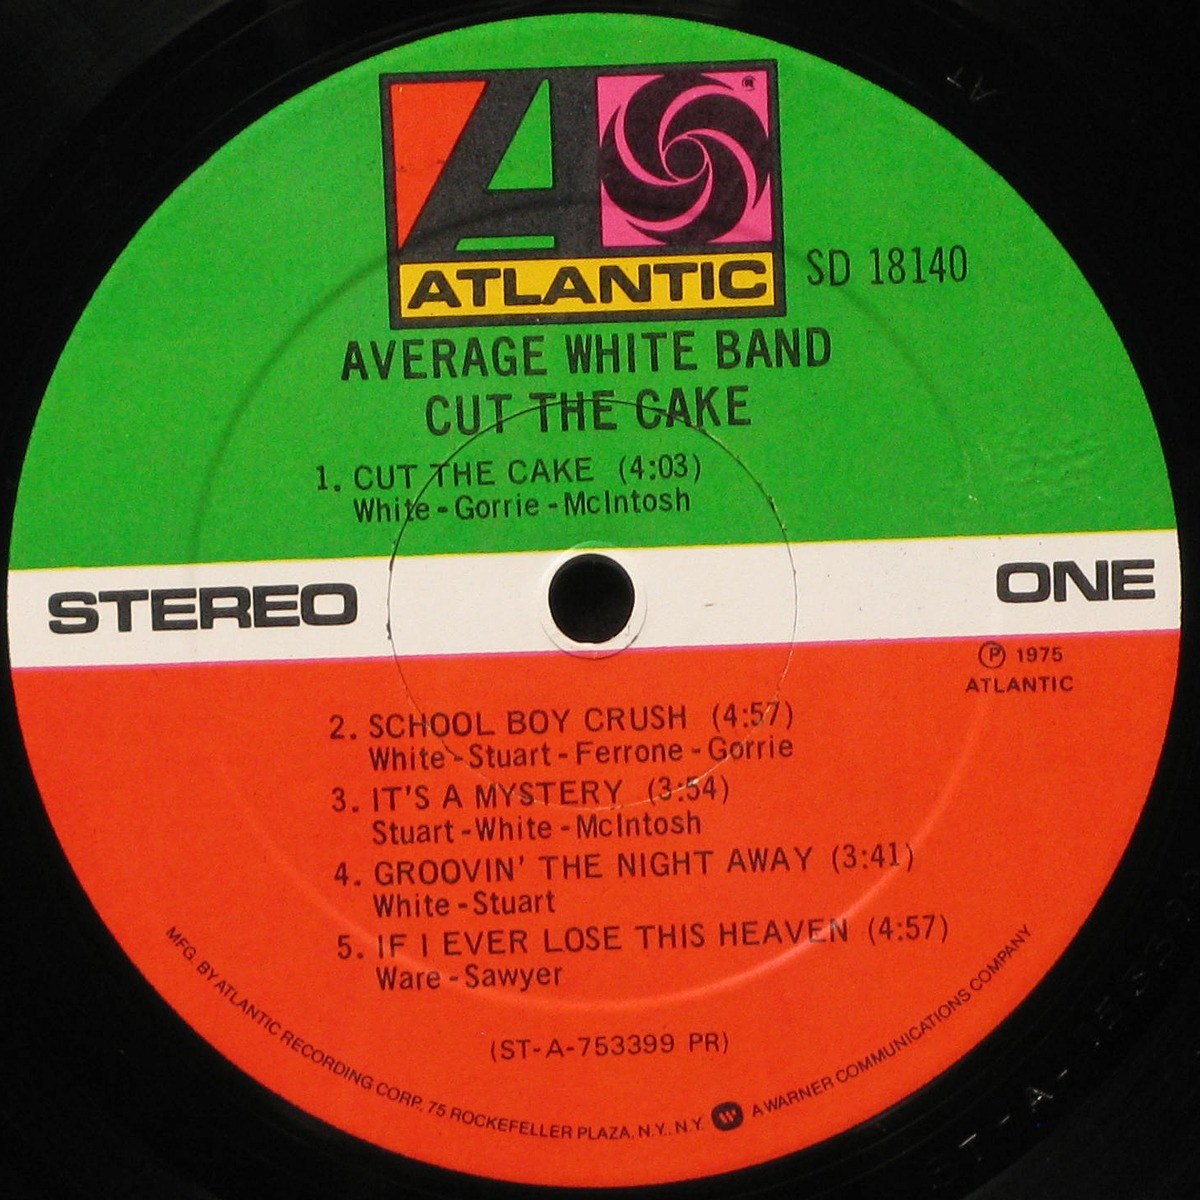 ATLANTIC
®
SD 18140
AVERAGE WHITE BAND
CUT THE CAKE
1. CUT THE CAKE (4:03)
White - Gorrie - McIntosh
STEREO
ONE
Ⓟ 1975
ATLANTIC
2. SCHOOL BOY CRUSH (4:57)
White - Stuart - Ferrone - Gorrie
3. IT'S A MYSTERY (3:54)
Stuart - White - McIntosh
4. GROOVIN' THE NIGHT AWAY (3:41)
White - Stuart
5. IF I EVER LOSE THIS HEAVEN (4:57)
Ware - Sawyer
(ST-A-753399 PR)
MFG. BY ATLANTIC RECORDING CORP. 75 ROCKEFELLER PLAZA, N.Y. N.Y. A WARNER COMMUNICATIONS COMPANY